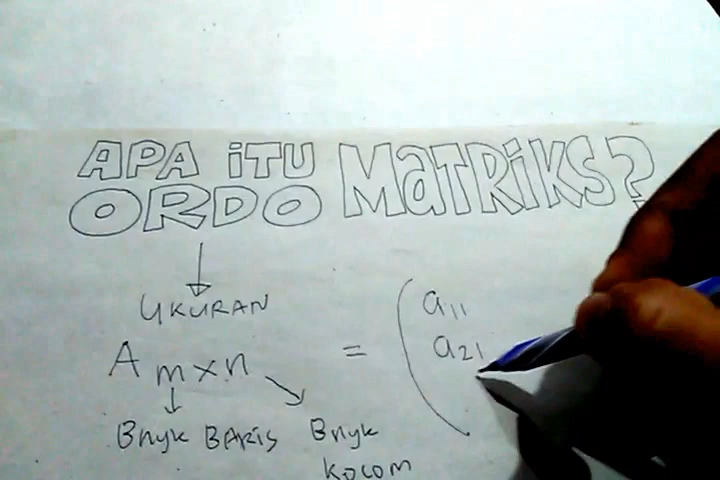 APA iTU
ORDO MaTRiKS?
UKURAN
A m×n = ( a11
a21
Bnyk BARiS
Bnyk
KOLOM